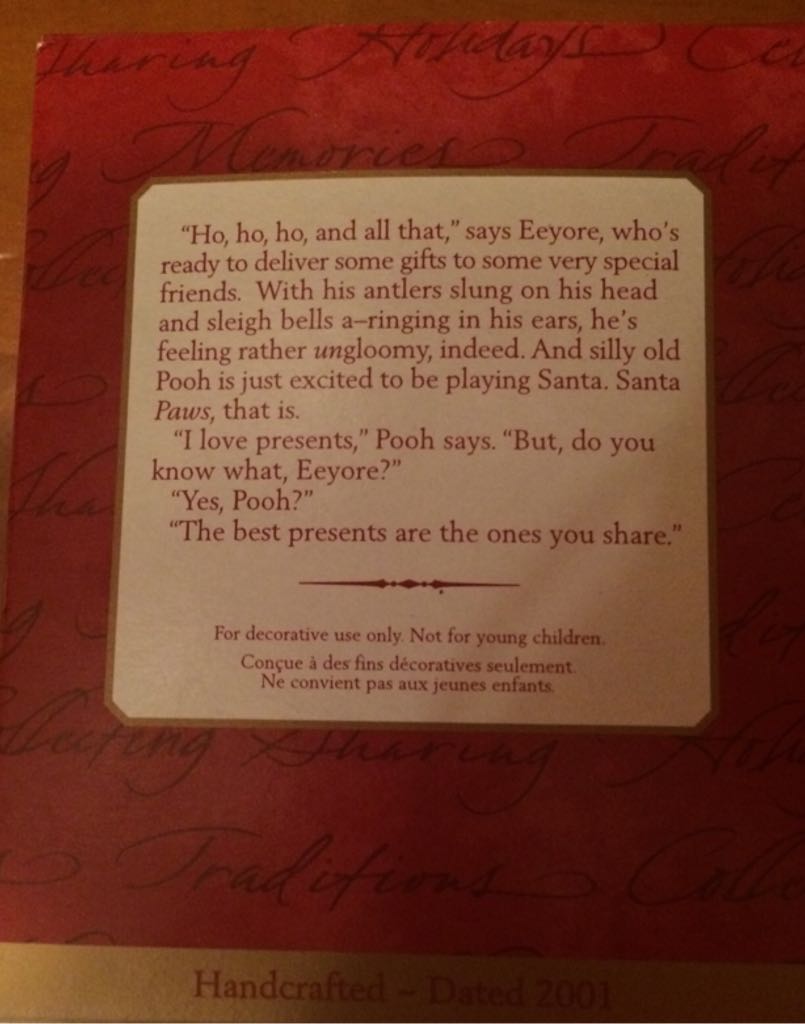 Sharing Holidays
Memories
"Ho, ho, ho, and all that," says Eeyore, who's
ready to deliver some gifts to some very special
friends. With his antlers slung on his head
and sleigh bells a–ringing in his ears, he's
feeling rather ungloomy, indeed. And silly old
Pooh is just excited to be playing Santa. Santa
Paws, that is.
"I love presents," Pooh says. "But, do you
know what, Eeyore?"
"Yes, Pooh?"
"The best presents are the ones you share."
For decorative use only. Not for young children.
Conçue à des fins décoratives seulement.
Ne convient pas aux jeunes enfants.
Sharing
Traditions
Handcrafted – Dated 2001